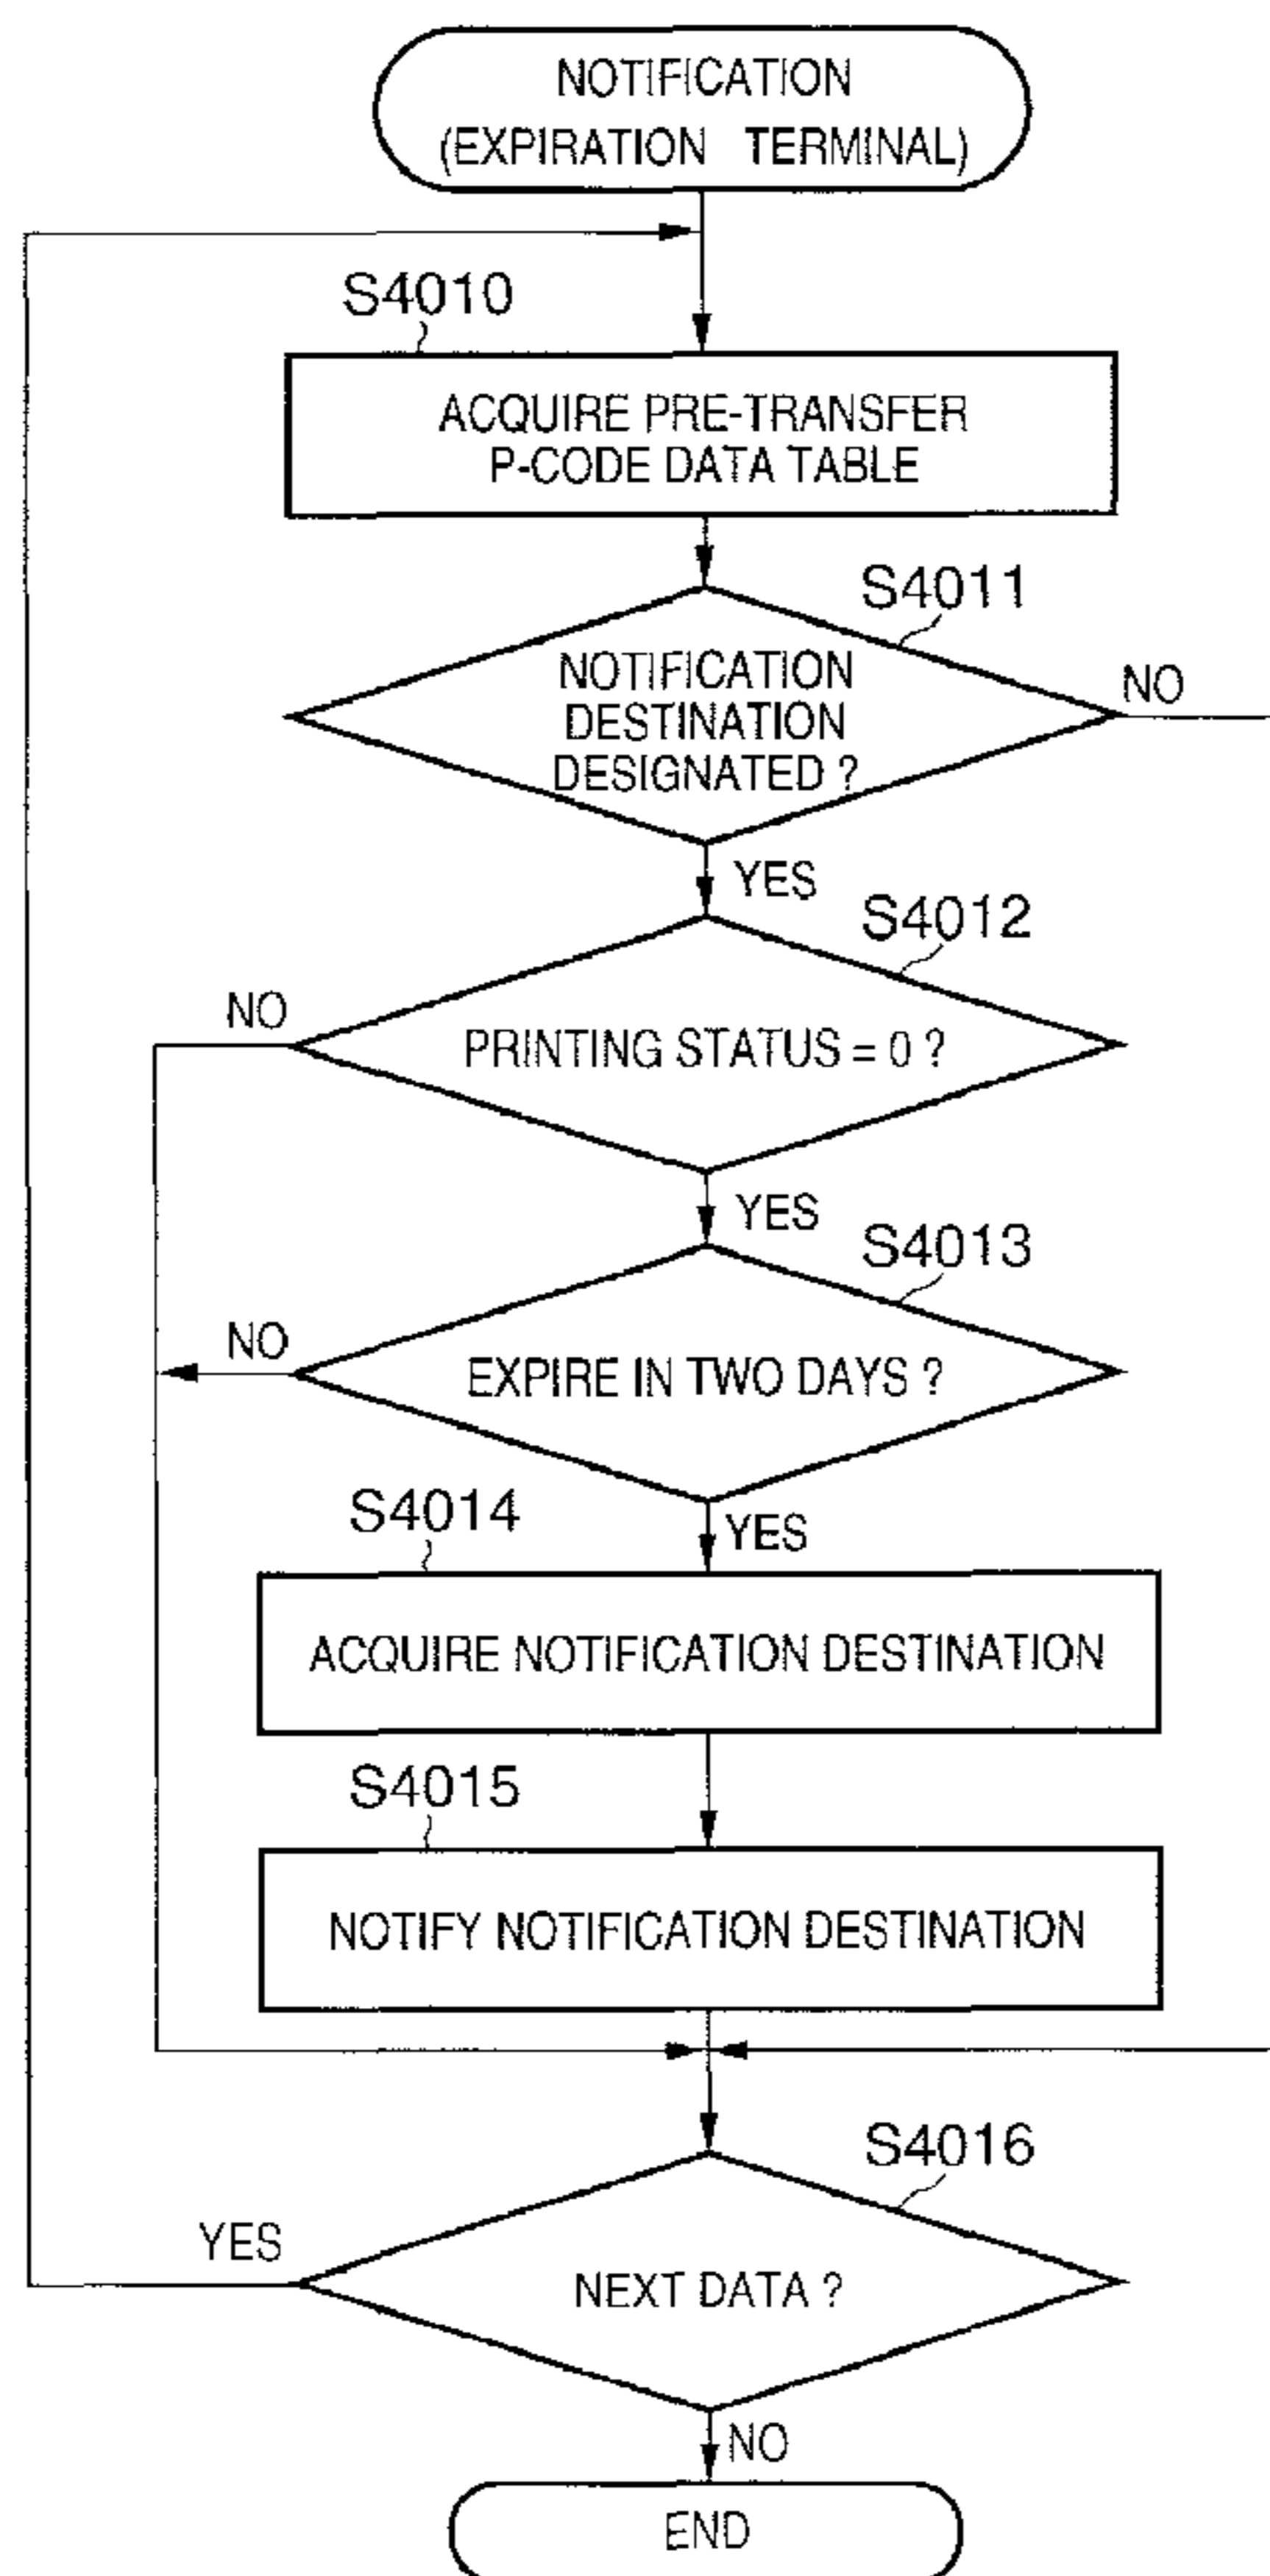 NOTIFICATION
(EXPIRATION TERMINAL)
S4010
ACQUIRE PRE-TRANSFER
P-CODE DATA TABLE
S4011
NOTIFICATION
DESTINATION
DESIGNATED ?
NO
YES
S4012
NO
PRINTING STATUS = 0 ?
YES
S4013
NO
EXPIRE IN TWO DAYS ?
YES
S4014
ACQUIRE NOTIFICATION DESTINATION
S4015
NOTIFY NOTIFICATION DESTINATION
S4016
YES
NEXT DATA ?
NO
END